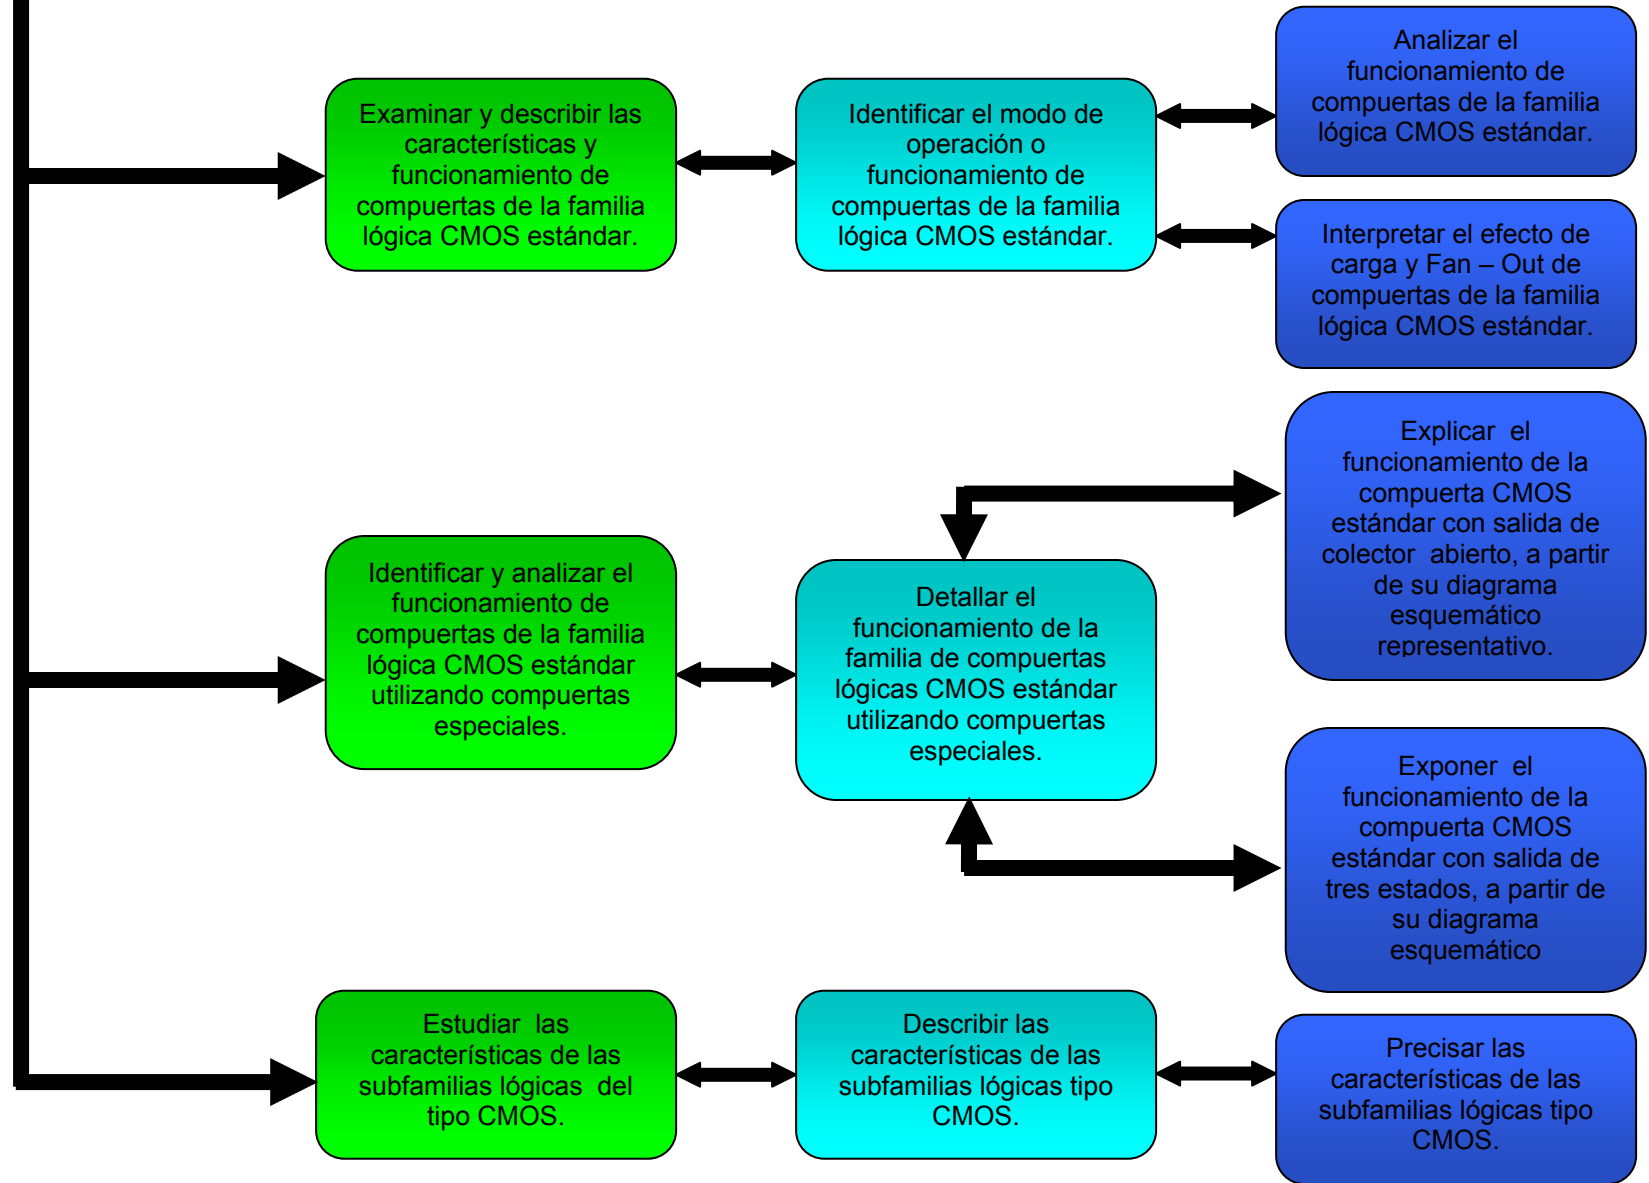 Examinar y describir las
características y
funcionamiento de
compuertas de la familia
lógica CMOS estándar.
Identificar el modo de
operación o
funcionamiento de
compuertas de la familia
lógica CMOS estándar.
Analizar el
funcionamiento de
compuertas de la familia
lógica CMOS estándar.
Interpretar el efecto de
carga y Fan – Out de
compuertas de la familia
lógica CMOS estándar.
Identificar y analizar el
funcionamiento de
compuertas de la familia
lógica CMOS estándar
utilizando compuertas
especiales.
Detallar el
funcionamiento de la
familia de compuertas
lógicas CMOS estándar
utilizando compuertas
especiales.
Explicar el
funcionamiento de la
compuerta CMOS
estándar con salida de
colector abierto, a partir
de su diagrama
esquemático
representativo.
Exponer el
funcionamiento de la
compuerta CMOS
estándar con salida de
tres estados, a partir de
su diagrama
esquemático
Estudiar las
características de las
subfamilias lógicas del
tipo CMOS.
Describir las
características de las
subfamilias lógicas tipo
CMOS.
Precisar las
características de las
subfamilias lógicas tipo
CMOS.